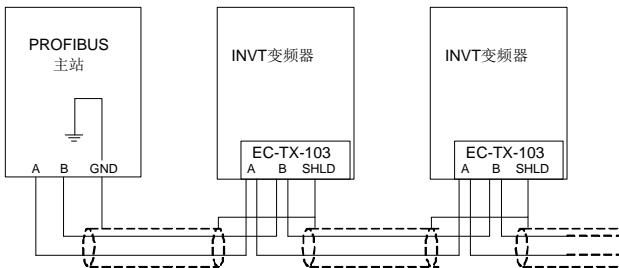 PROFIBUS
主站
A B GND
INVT变频器
EC-TX-103
A B SHLD
INVT变频器
EC-TX-103
A B SHLD